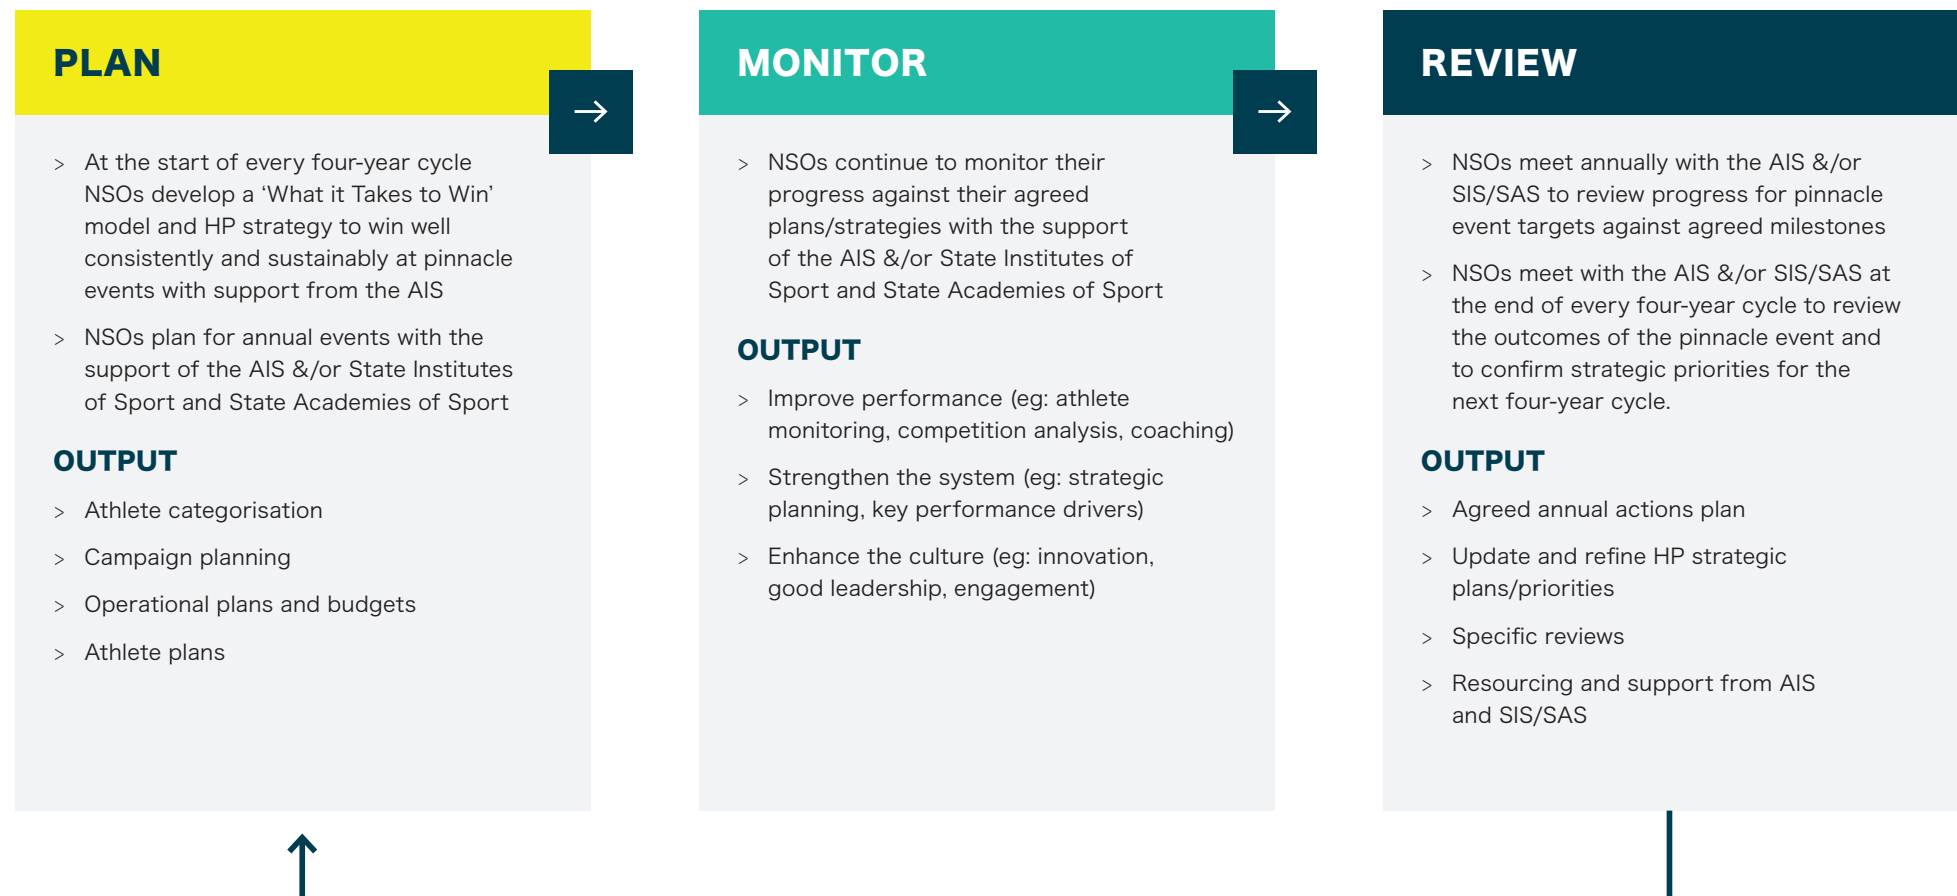 PLAN
> At the start of every four-year cycle
NSOs develop a ‘What it Takes to Win’
model and HP strategy to win well
consistently and sustainably at pinnacle
events with support from the AIS
> NSOs plan for annual events with the
support of the AIS &/or State Institutes
of Sport and State Academies of Sport
OUTPUT
> Athlete categorisation
> Campaign planning
> Operational plans and budgets
> Athlete plans
MONITOR
> NSOs continue to monitor their
progress against their agreed
plans/strategies with the support
of the AIS &/or State Institutes of
Sport and State Academies of Sport
OUTPUT
> Improve performance (eg: athlete
monitoring, competition analysis, coaching)
> Strengthen the system (eg: strategic
planning, key performance drivers)
> Enhance the culture (eg: innovation,
good leadership, engagement)
REVIEW
> NSOs meet annually with the AIS &/or
SIS/SAS to review progress for pinnacle
event targets against agreed milestones
> NSOs meet with the AIS &/or SIS/SAS at
the end of every four-year cycle to review
the outcomes of the pinnacle event and
to confirm strategic priorities for the
next four-year cycle.
OUTPUT
> Agreed annual actions plan
> Update and refine HP strategic
plans/priorities
> Specific reviews
> Resourcing and support from AIS
and SIS/SAS